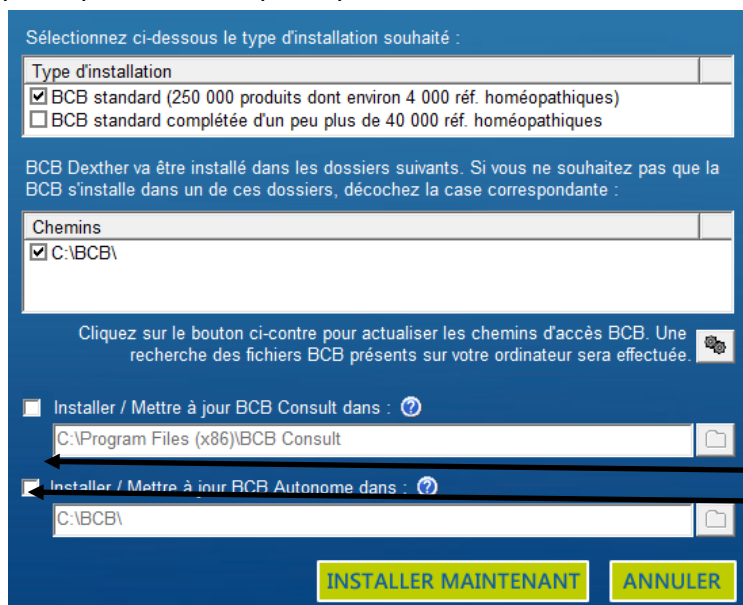 Sélectionnez ci-dessous le type d'installation souhaité :
Type d'installation
BCB standard (250 000 produits dont environ 4 000 réf. homéopathiques)
BCB standard complétée d'un peu plus de 40 000 réf. homéopathiques
BCB Dexther va être installé dans les dossiers suivants. Si vous ne souhaitez pas que la
BCB s'installe dans un de ces dossiers, décochez la case correspondante :
Chemins
C:\BCB\
Cliquez sur le bouton ci-contre pour actualiser les chemins d'accès BCB. Une
recherche des fichiers BCB présents sur votre ordinateur sera effectuée.
Installer / Mettre à jour BCB Consult dans : ?
C:\Program Files (x86)\BCB Consult
Installer / Mettre à jour BCB Autonome dans : ?
C:\BCB\
INSTALLER MAINTENANT
ANNULER